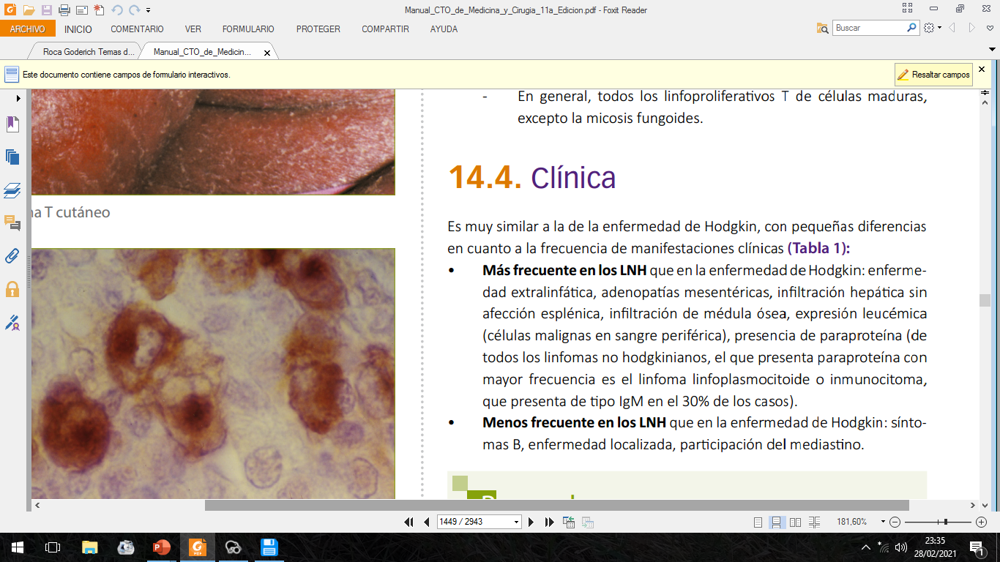 Manual_CTO_de_Medicina_y_Cirugia_11a_Edicion.pdf - Foxit Reader
ARCHIVO INICIO COMENTARIO VER FORMULARIO PROTEGER COMPARTIR AYUDA
Buscar
Roca Goderich Temas d... Manual_CTO_de_Medicin...
Este documento contiene campos de formulario interactivos.
Resaltar campos
T cutáneo
- En general, todos los linfoproliferativos T de células maduras,
excepto la micosis fungoides.
14.4. Clínica
Es muy similar a la de la enfermedad de Hodgkin, con pequeñas diferencias
en cuanto a la frecuencia de manifestaciones clínicas (Tabla 1):
• Más frecuente en los LNH que en la enfermedad de Hodgkin: enferme-
dad extralinfática, adenopatías mesentéricas, infiltración hepática sin
afección esplénica, infiltración de médula ósea, expresión leucémica
(células malignas en sangre periférica), presencia de paraproteína (de
todos los linfomas no hodgkinianos, el que presenta paraproteína con
mayor frecuencia es el linfoma linfoplasmocitoide o inmunocitoma,
que presenta de tipo IgM en el 30% de los casos).
• Menos frecuente en los LNH que en la enfermedad de Hodgkin: sínto-
mas B, enfermedad localizada, participación del mediastino.
1449 / 2943
181,60%
23:35
28/02/2021